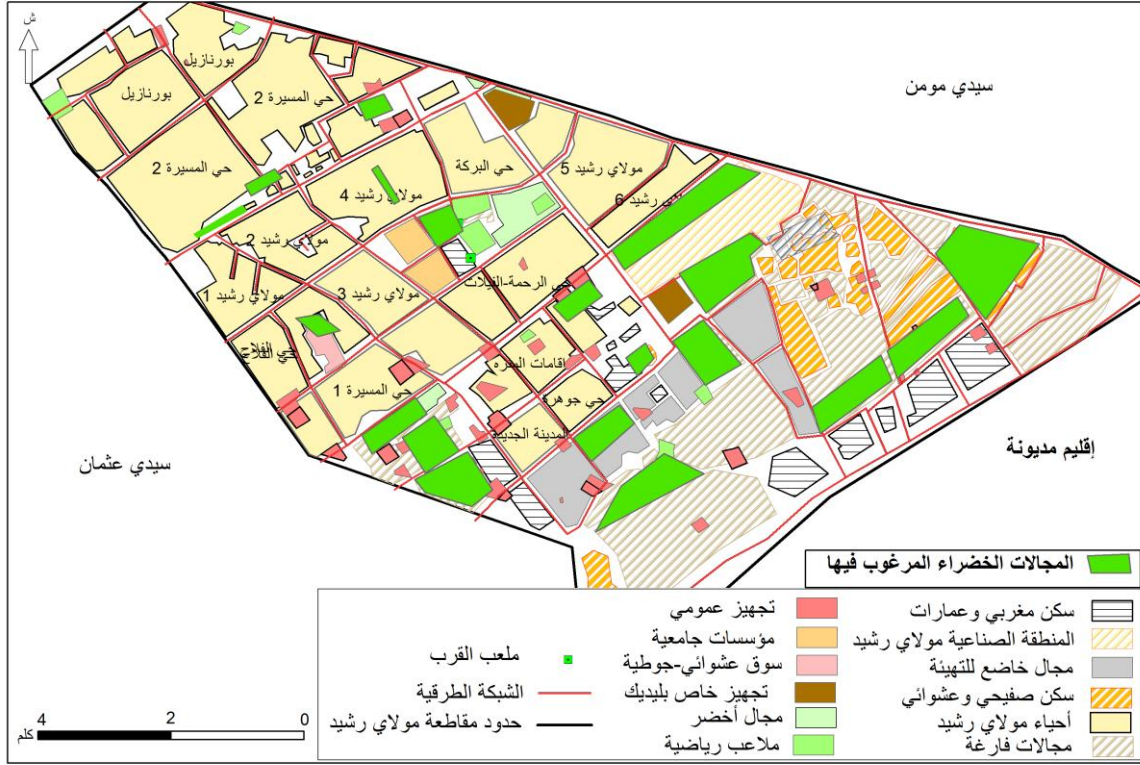 ش
سيدي مومن
بورنازيل
بورنازيل
حي المسيرة 2
حي المسيرة 2
حي البركة
مولاي رشيد 5
مولاي رشيد 4
رشيد 6
مولاي رشيد 2
حي الرحمة-الفيلات
مولاي رشيد 3
مولاي رشيد 1
حي الفلاح
حي الفلاح
إقامات
حي المسيرة 1
حي جوهرة
المدينة الجديدة
سيدي عثمان
إقليم مديونة
المجالات الخضراء المرغوب فيها
سكن مغربي وعمارات
المنطقة الصناعية مولاي رشيد
مجال خاضع للتهيئة
سكن صفيحي وعشوائي
أحياء مولاي رشيد
مجالات فارغة
تجهيز عمومي
مؤسسات جامعية
سوق عشوائي-جوطية
تجهيز خاص بليديك
مجال أخضر
ملاعب رياضية
ملعب القرب
الشبكة الطرقية
حدود مقاطعة مولاي رشيد
4 2 0
كلم